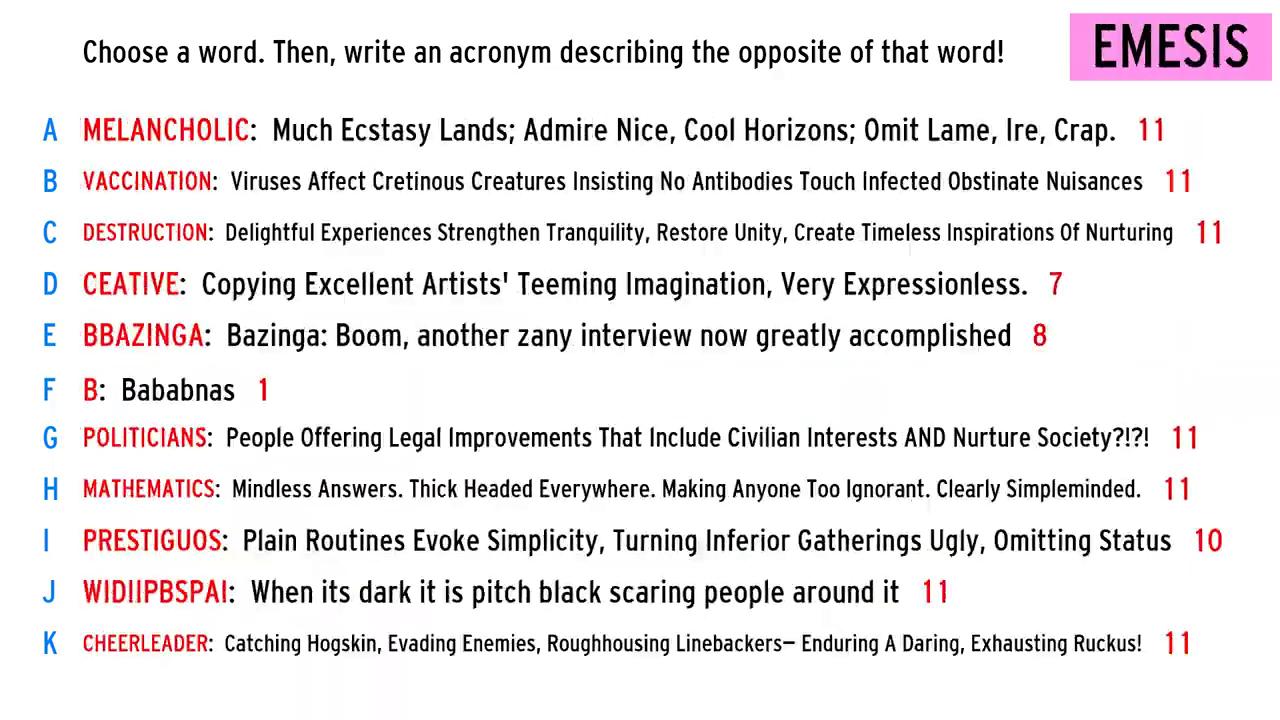 Choose a word. Then, write an acronym describing the opposite of that word!
EMESIS
A MELANCHOLIC: Much Ecstasy Lands; Admire Nice, Cool Horizons; Omit Lame, Ire, Crap. 11
B VACCINATION: Viruses Affect Cretinous Creatures Insisting No Antibodies Touch Infected Obstinate Nuisances 11
C DESTRUCTION: Delightful Experiences Strengthen Tranquility, Restore Unity, Create Timeless Inspirations Of Nurturing 11
D CEATIVE: Copying Excellent Artists' Teeming Imagination, Very Expressionless. 7
E BBAZINGA: Bazinga: Boom, another zany interview now greatly accomplished 8
F B: Bababnas 1
G POLITICIANS: People Offering Legal Improvements That Include Civilian Interests AND Nurture Society?!?! 11
H MATHEMATICS: Mindless Answers. Thick Headed Everywhere. Making Anyone Too Ignorant. Clearly Simpleminded. 11
I PRESTIGUOS: Plain Routines Evoke Simplicity, Turning Inferior Gatherings Ugly, Omitting Status 10
J WIDIIPBSPAI: When its dark it is pitch black scaring people around it 11
K CHEERLEADER: Catching Hogskin, Evading Enemies, Roughhousing Linebackers— Enduring A Daring, Exhausting Ruckus! 11